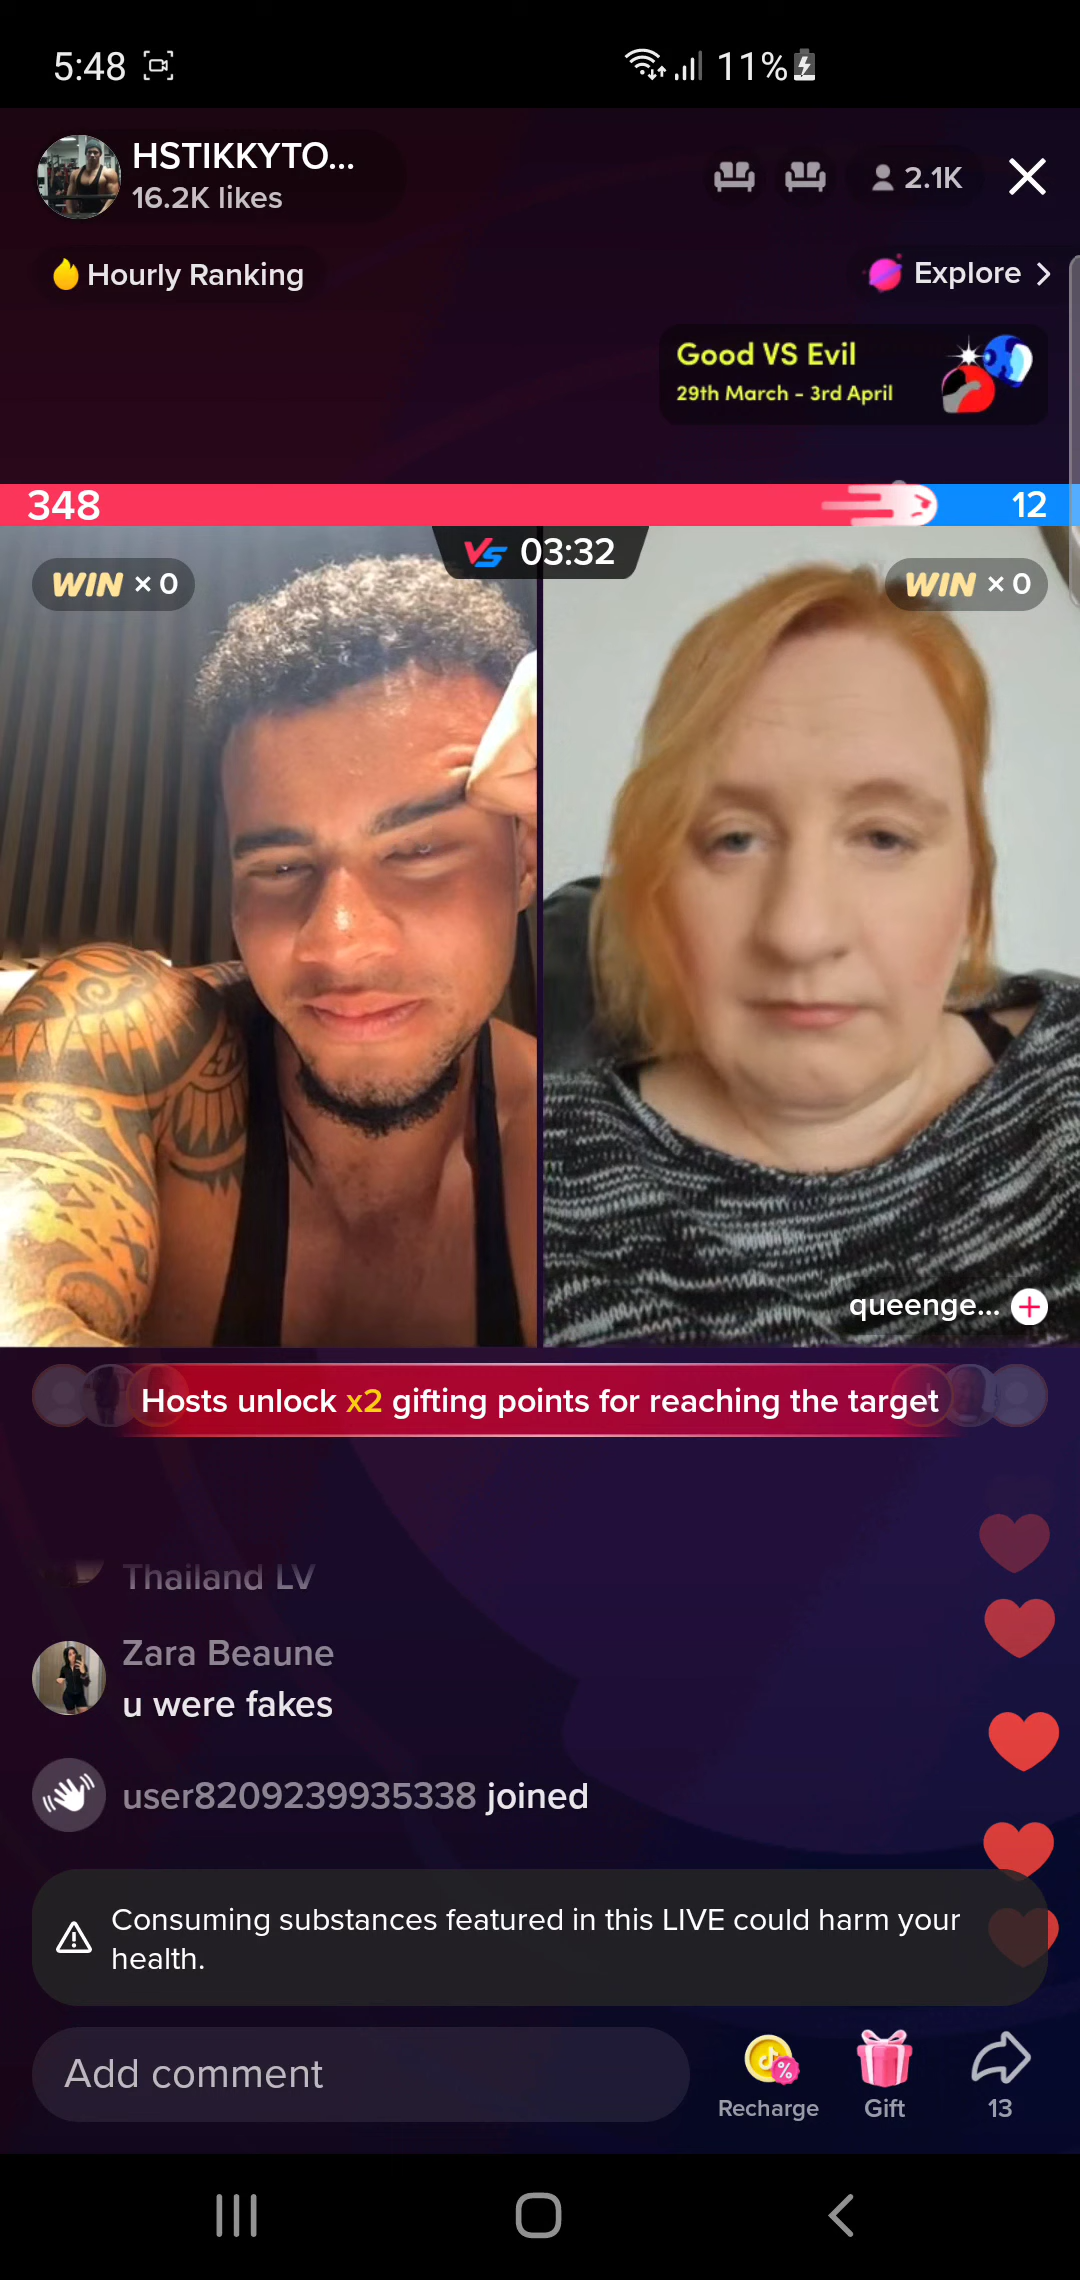 5:48
11%
HSTIKKYTO...
16.2K likes
2.1K
Hourly Ranking
Explore >
Good VS Evil
29th March - 3rd April
348
12
VS 03:32
WIN × 0
WIN × 0
queenge...
Hosts unlock x2 gifting points for reaching the target
Thailand LV
Zara Beaune
u were fakes
user8209239935338 joined
Consuming substances featured in this LIVE could harm your
health.
Add comment
Recharge
Gift
13